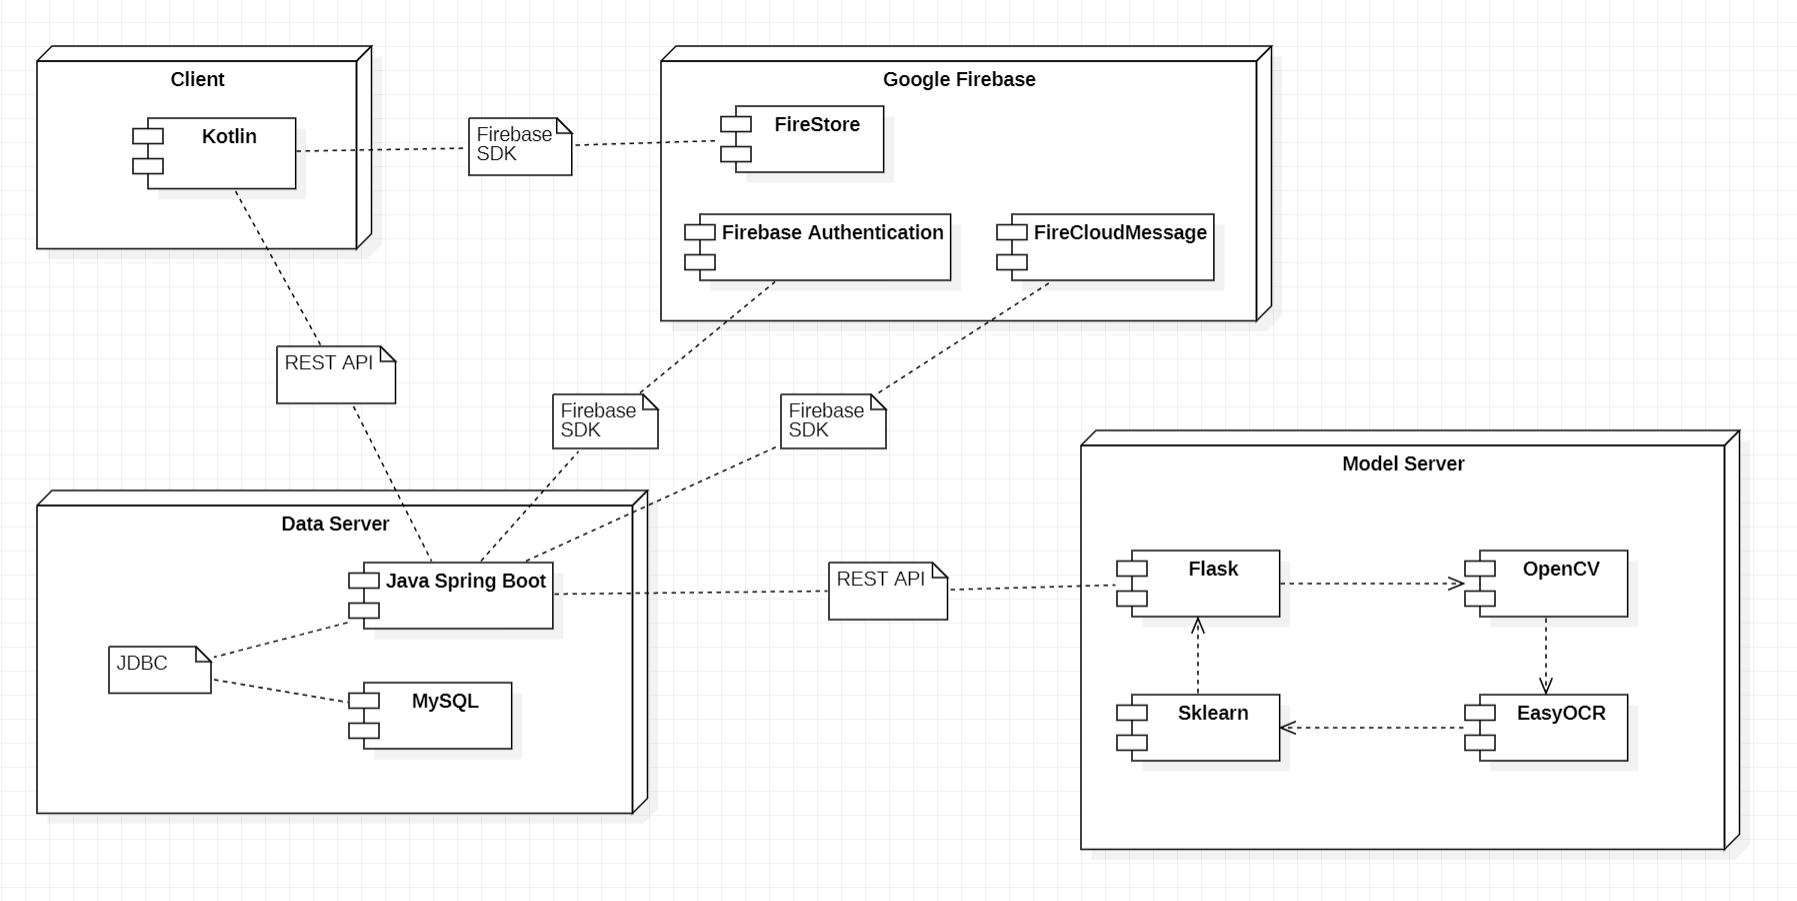 Client
Kotlin
Firebase
SDK
Google Firebase
FireStore
Firebase Authentication
FireCloudMessage
REST API
Firebase
SDK
Firebase
SDK
Data Server
Java Spring Boot
JDBC
MySQL
REST API
Model Server
Flask
OpenCV
Sklearn
EasyOCR